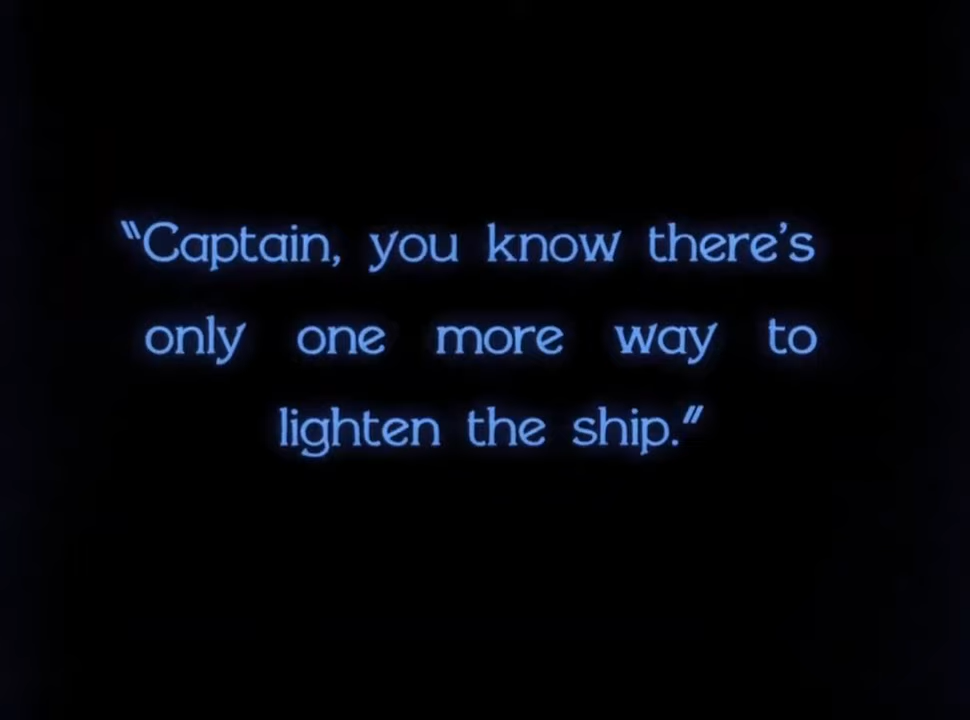 “Captain, you know there’s
only one more way to
lighten the ship.”